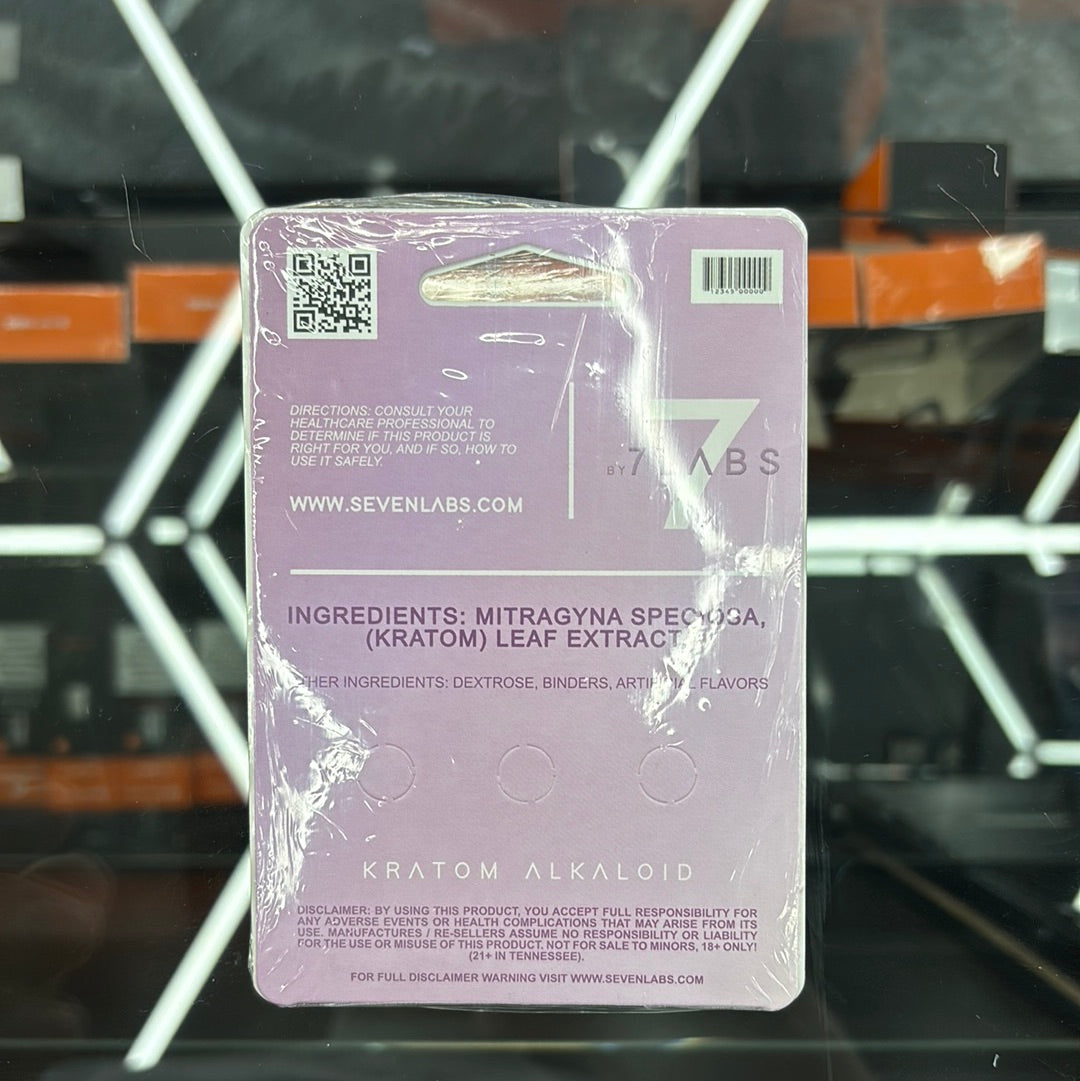 12345 00000
DIRECTIONS: CONSULT YOUR
HEALTHCARE PROFESSIONAL TO
DETERMINE IF THIS PRODUCT IS
RIGHT FOR YOU, AND IF SO, HOW TO
USE IT SAFELY.
WWW.SEVENLABS.COM
7
BY 7LABS
INGREDIENTS: MITRAGYNA SPECIOSA,
(KRATOM) LEAF EXTRACT
OTHER INGREDIENTS: DEXTROSE, BINDERS, ARTIFICIAL FLAVORS
KRATOM ALKALOID
DISCLAIMER: BY USING THIS PRODUCT, YOU ACCEPT FULL RESPONSIBILITY FOR
ANY ADVERSE EVENTS OR HEALTH COMPLICATIONS THAT MAY ARISE FROM ITS
USE. MANUFACTURES / RE-SELLERS ASSUME NO RESPONSIBILITY OR LIABILITY
FOR THE USE OR MISUSE OF THIS PRODUCT. NOT FOR SALE TO MINORS, 18+ ONLY!
(21+ IN TENNESSEE).
FOR FULL DISCLAIMER WARNING VISIT WWW.SEVENLABS.COM